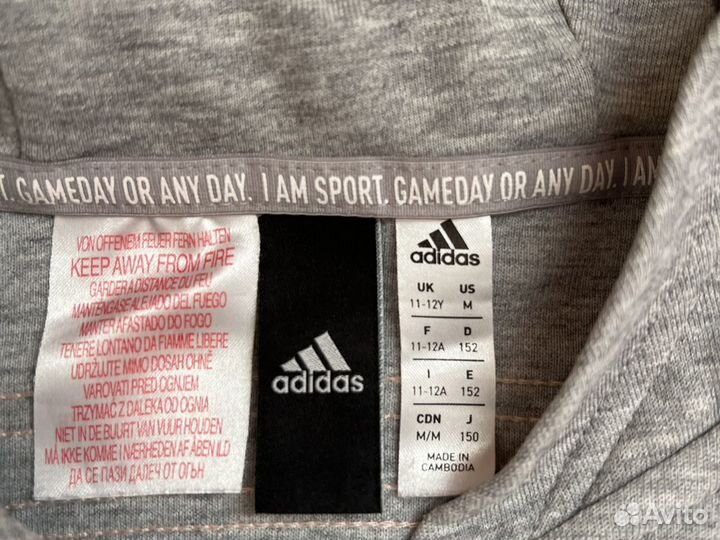 T. GAMEDAY OR ANY DAY. I AM SPORT. GAMEDAY OR ANY DAY. I AM
VON OFFENEM FEUER FERN HALTEN
KEEP AWAY FROM FIRE
GARDER À DISTANCE DU FEU
MANTÉNGASE ALEJADO DEL FUEGO
MANTER AFASTADO DO FOGO
TENERE LONTANO DA FIAMME LIBERE
UDRŽUJTE MIMO DOSAH OHNĚ
VAROVATI PRED OGNJEM
TRZYMAĆ Z DALEKA OD OGNIA
NIET IN DE BUURT VAN VUUR HOUDEN
MÅ IKKE KOMME I NÆRHEDEN AF ÅBEN ILD
ДА СЕ ПАЗИ ДАЛЕЧ ОТ ОГЪН
adidas
adidas
UK US
11-12Y M
F D
11-12A 152
I E
11-12A 152
CDN J
M/M 150
MADE IN
CAMBODIA
Avito